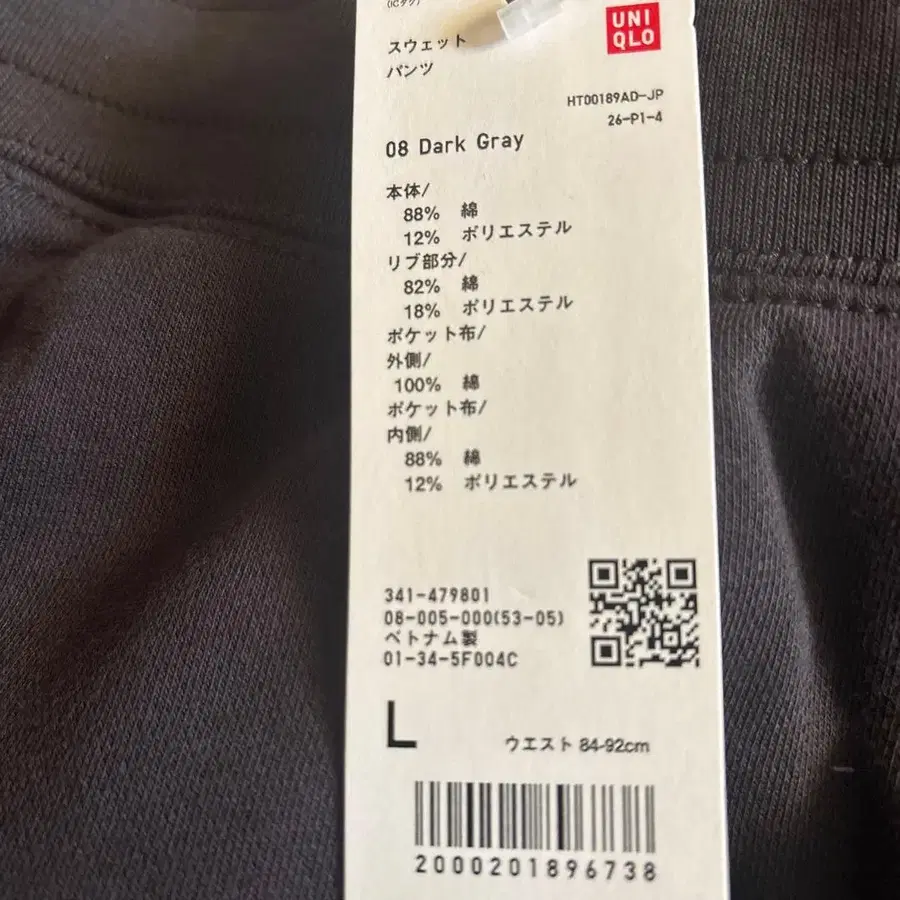 (ICタグ)
UNI
QLO
スウェット
パンツ
HT00189AD-JP
26-P1-4
08 Dark Gray
本体/
88% 綿
12% ポリエステル
リブ部分/
82% 綿
18% ポリエステル
ポケット布/
外側/
100% 綿
ポケット布/
内側/
88% 綿
12% ポリエステル
341-479801
08-005-000(53-05)
ベトナム製
01-34-5F004C
L
ウエスト 84-92cm
2000201896738